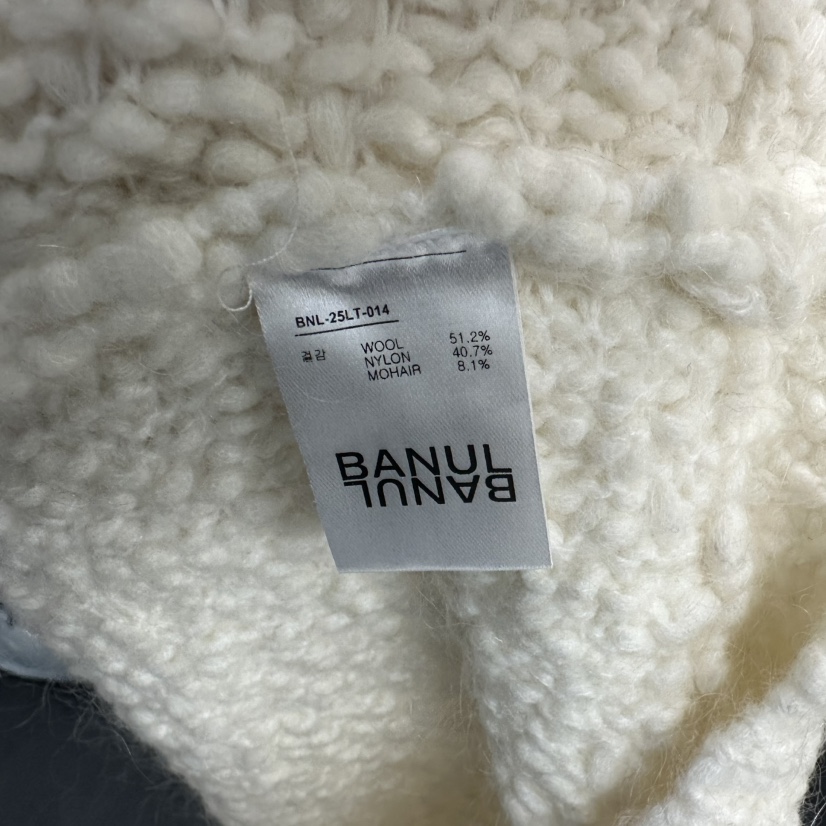 BNL-25LT-014
겉감 WOOL 51.2%
NYLON 40.7%
MOHAIR 8.1%
BANUL
BANUL